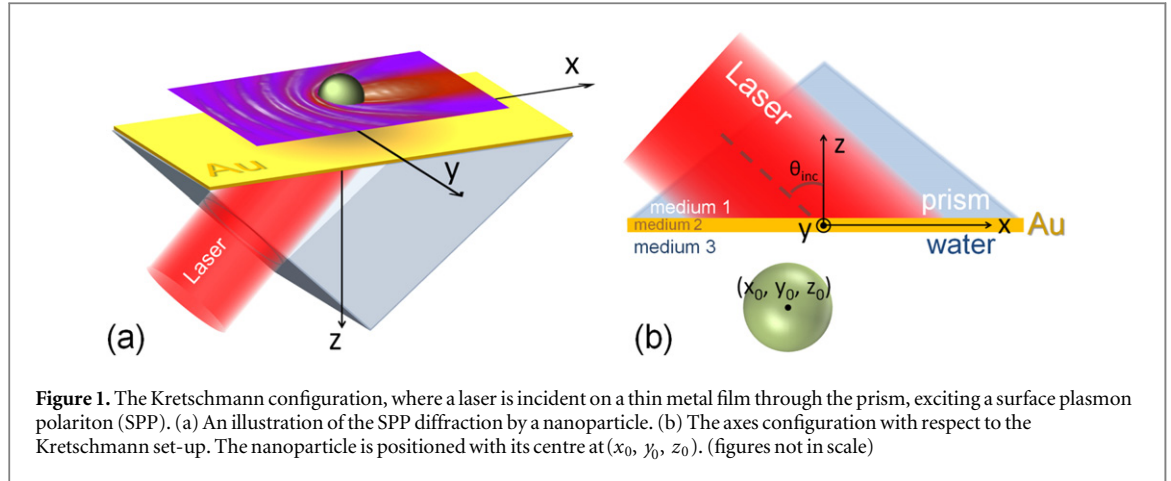 x
Au
y
Laser
z
(a)
Laser
z
θinc
prism
medium 1
medium 2
y
x
Au
medium 3
water
(x0, y0, z0)
(b)
Figure 1. The Kretschmann configuration, where a laser is incident on a thin metal film through the prism, exciting a surface plasmon
polariton (SPP). (a) An illustration of the SPP diffraction by a nanoparticle. (b) The axes configuration with respect to the
Kretschmann set-up. The nanoparticle is positioned with its centre at (x0, y0, z0). (figures not in scale)